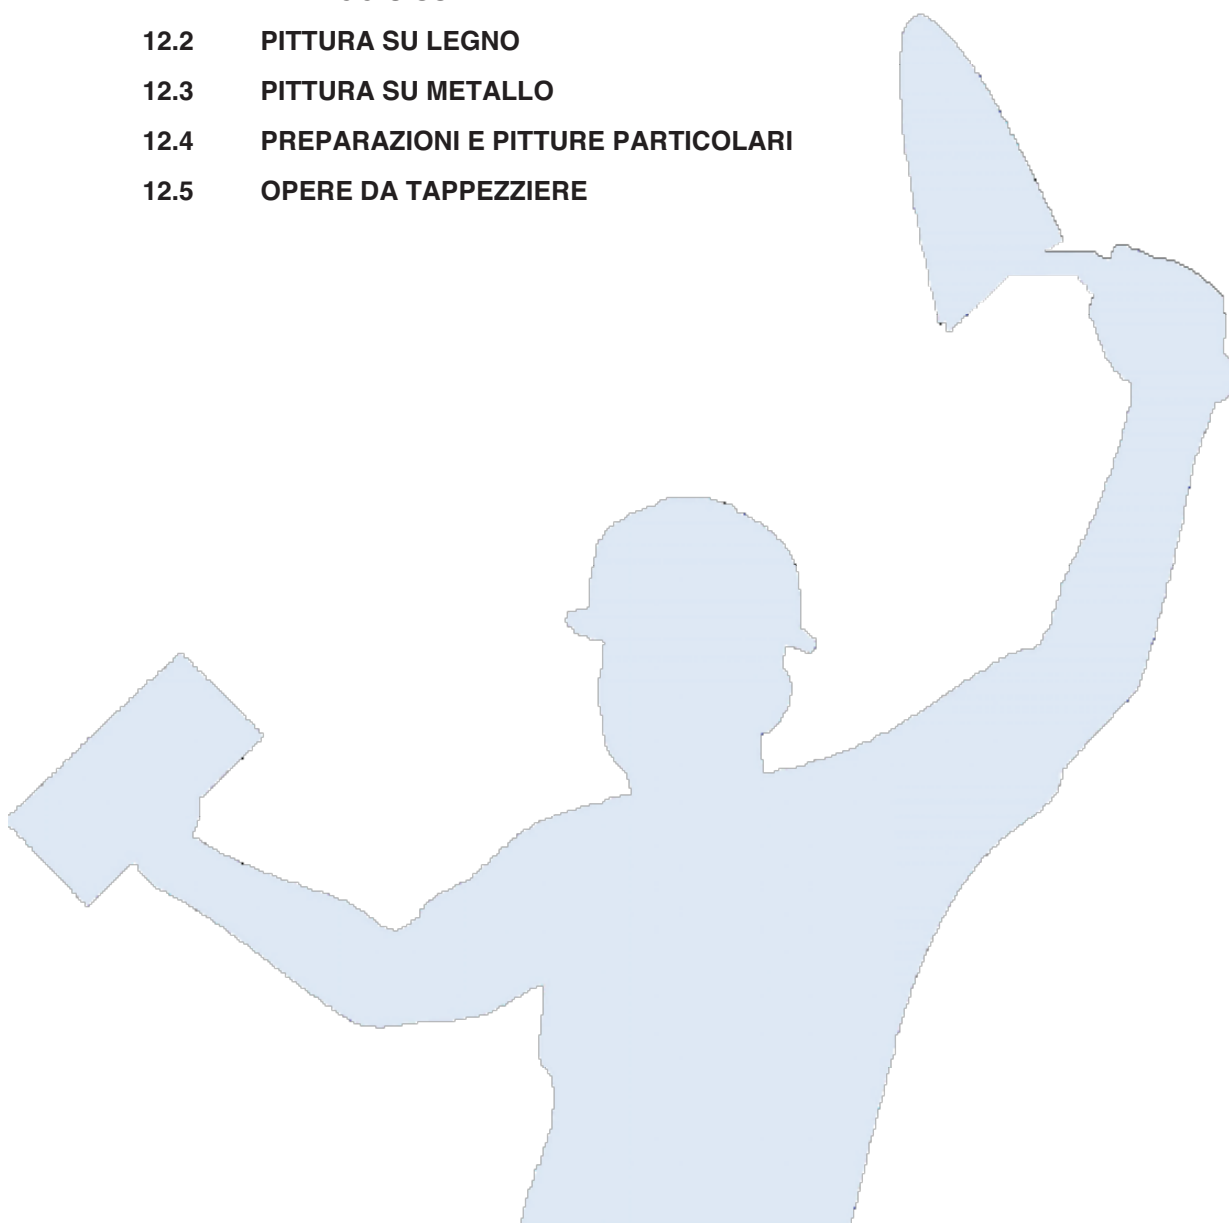 12.2 PITTURA SU LEGNO
12.3 PITTURA SU METALLO
12.4 PREPARAZIONI E PITTURE PARTICOLARI
12.5 OPERE DA TAPPEZZIERE